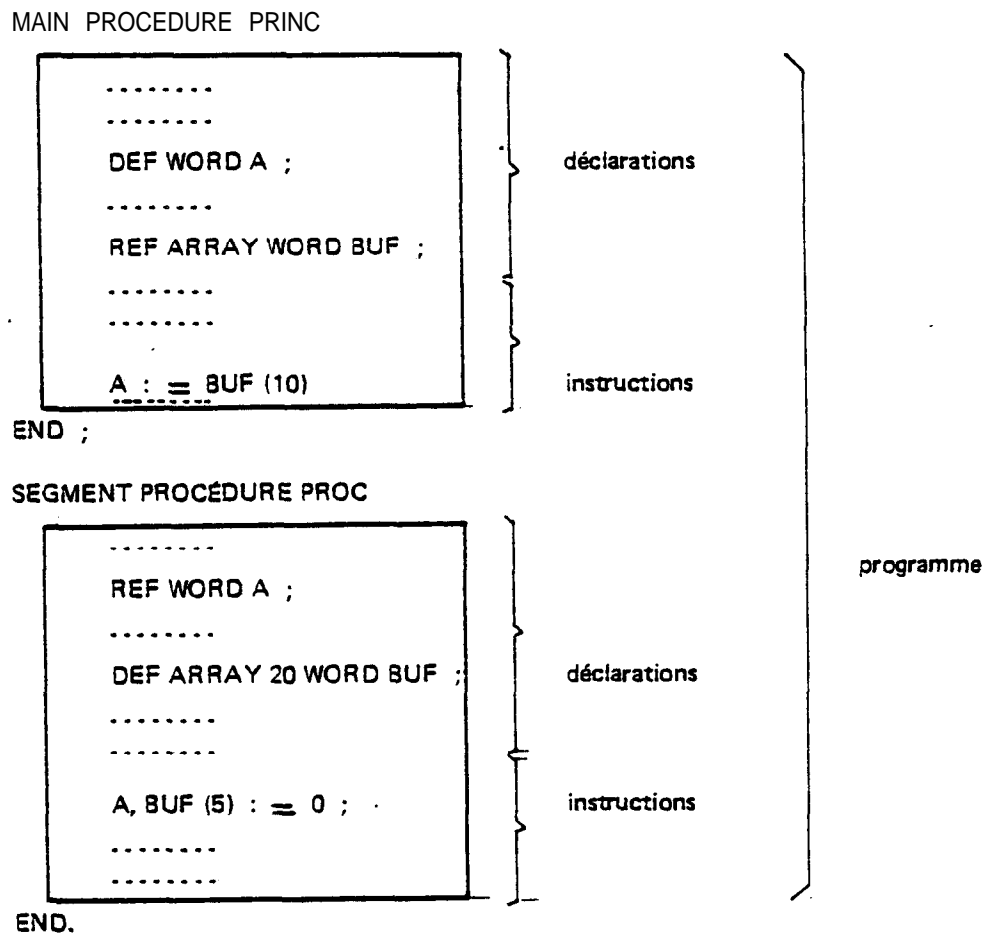 MAIN PROCEDURE PRINC
--------
--------
DEF WORD A ;
déclarations
--------
REF ARRAY WORD BUF ;
--------
--------
A : = BUF (10)
instructions
--------
END ;
SEGMENT PROCÉDURE PROC
--------
programme
REF WORD A ;
--------
DEF ARRAY 20 WORD BUF ;
déclarations
--------
--------
A, BUF (5) : = 0 ;
instructions
--------
--------
END.